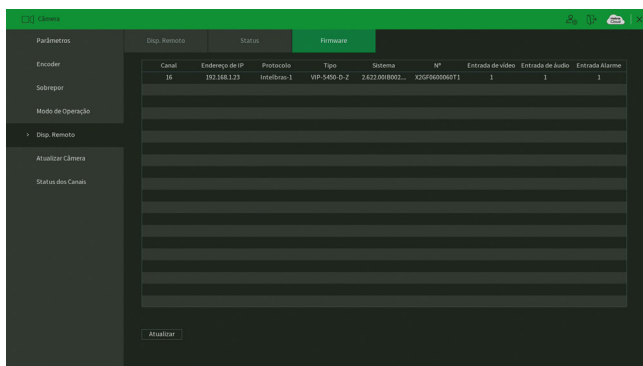 Câmera
Parâmetros
Encoder
Sobrepor
Modo de Operação
Disp. Remoto
Atualizar Câmera
Status dos Canais
Disp. Remoto Status Firmware
Canal Endereço de IP Protocolo Tipo Sistema Nº Entrada de vídeo Entrada de áudio Entrada Alarme
16 192.168.1.23 Intelbras-1 VIP-5450-D-Z 2.622.00IB002... X2GF0600060T1 1 1 1
Atualizar